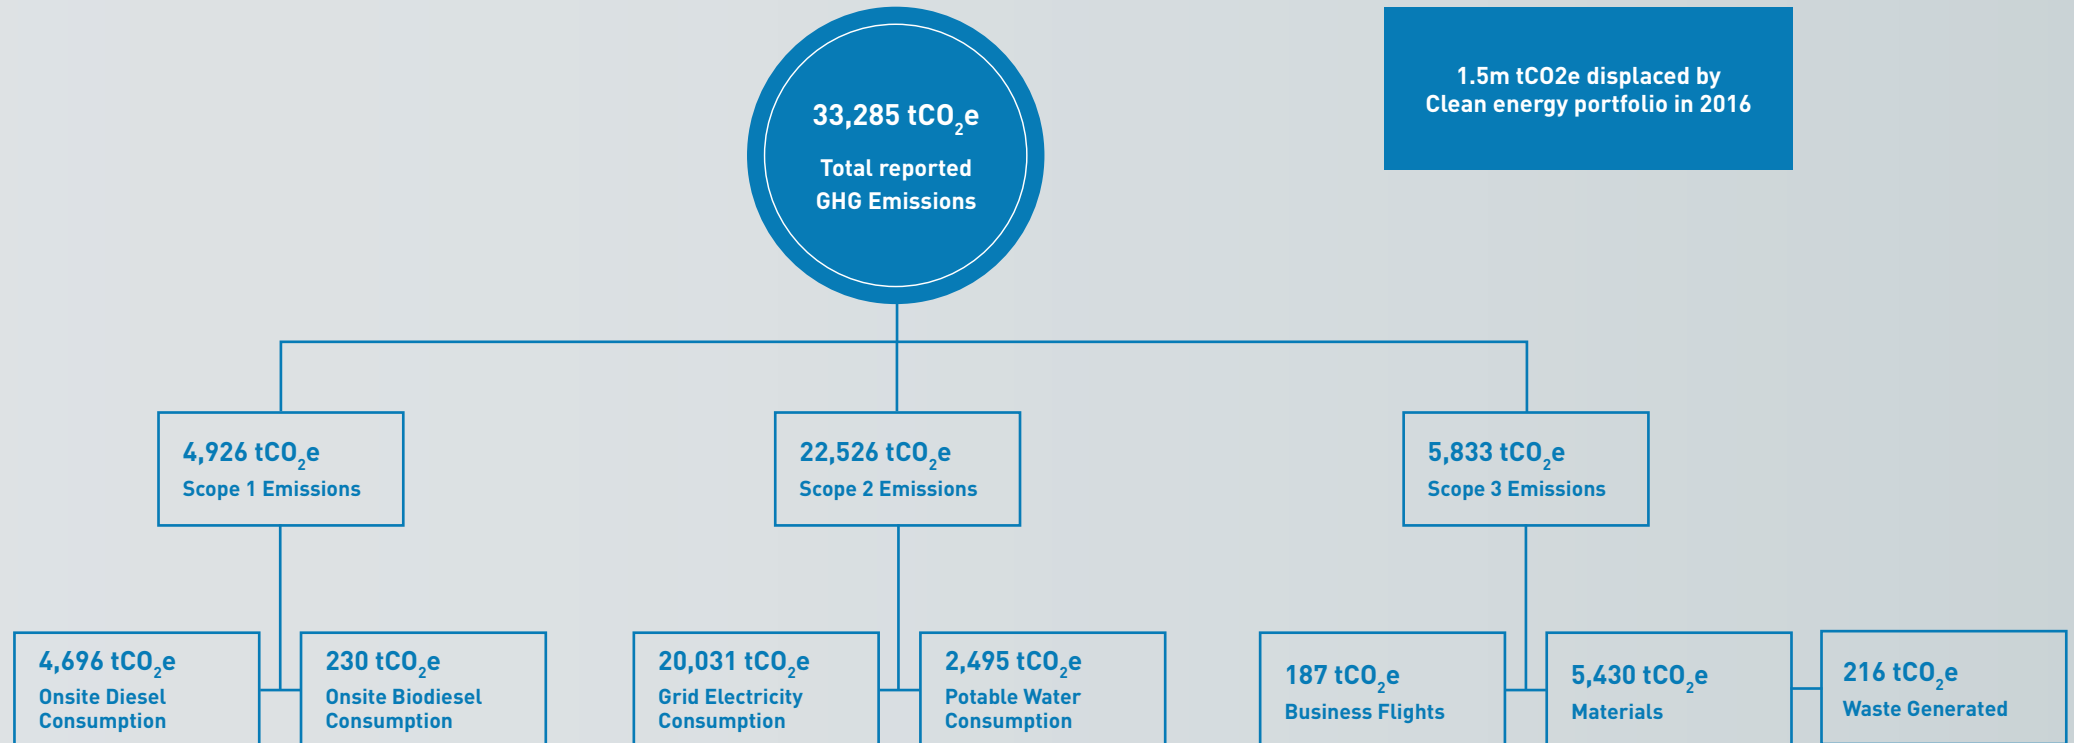 33,285 tCO₂e
Total reported
GHG Emissions
1.5m tCO2e displaced by
Clean energy portfolio in 2016
4,926 tCO₂e
Scope 1 Emissions
22,526 tCO₂e
Scope 2 Emissions
5,833 tCO₂e
Scope 3 Emissions
4,696 tCO₂e
Onsite Diesel
Consumption
230 tCO₂e
Onsite Biodiesel
Consumption
20,031 tCO₂e
Grid Electricity
Consumption
2,495 tCO₂e
Potable Water
Consumption
187 tCO₂e
Business Flights
5,430 tCO₂e
Materials
216 tCO₂e
Waste Generated